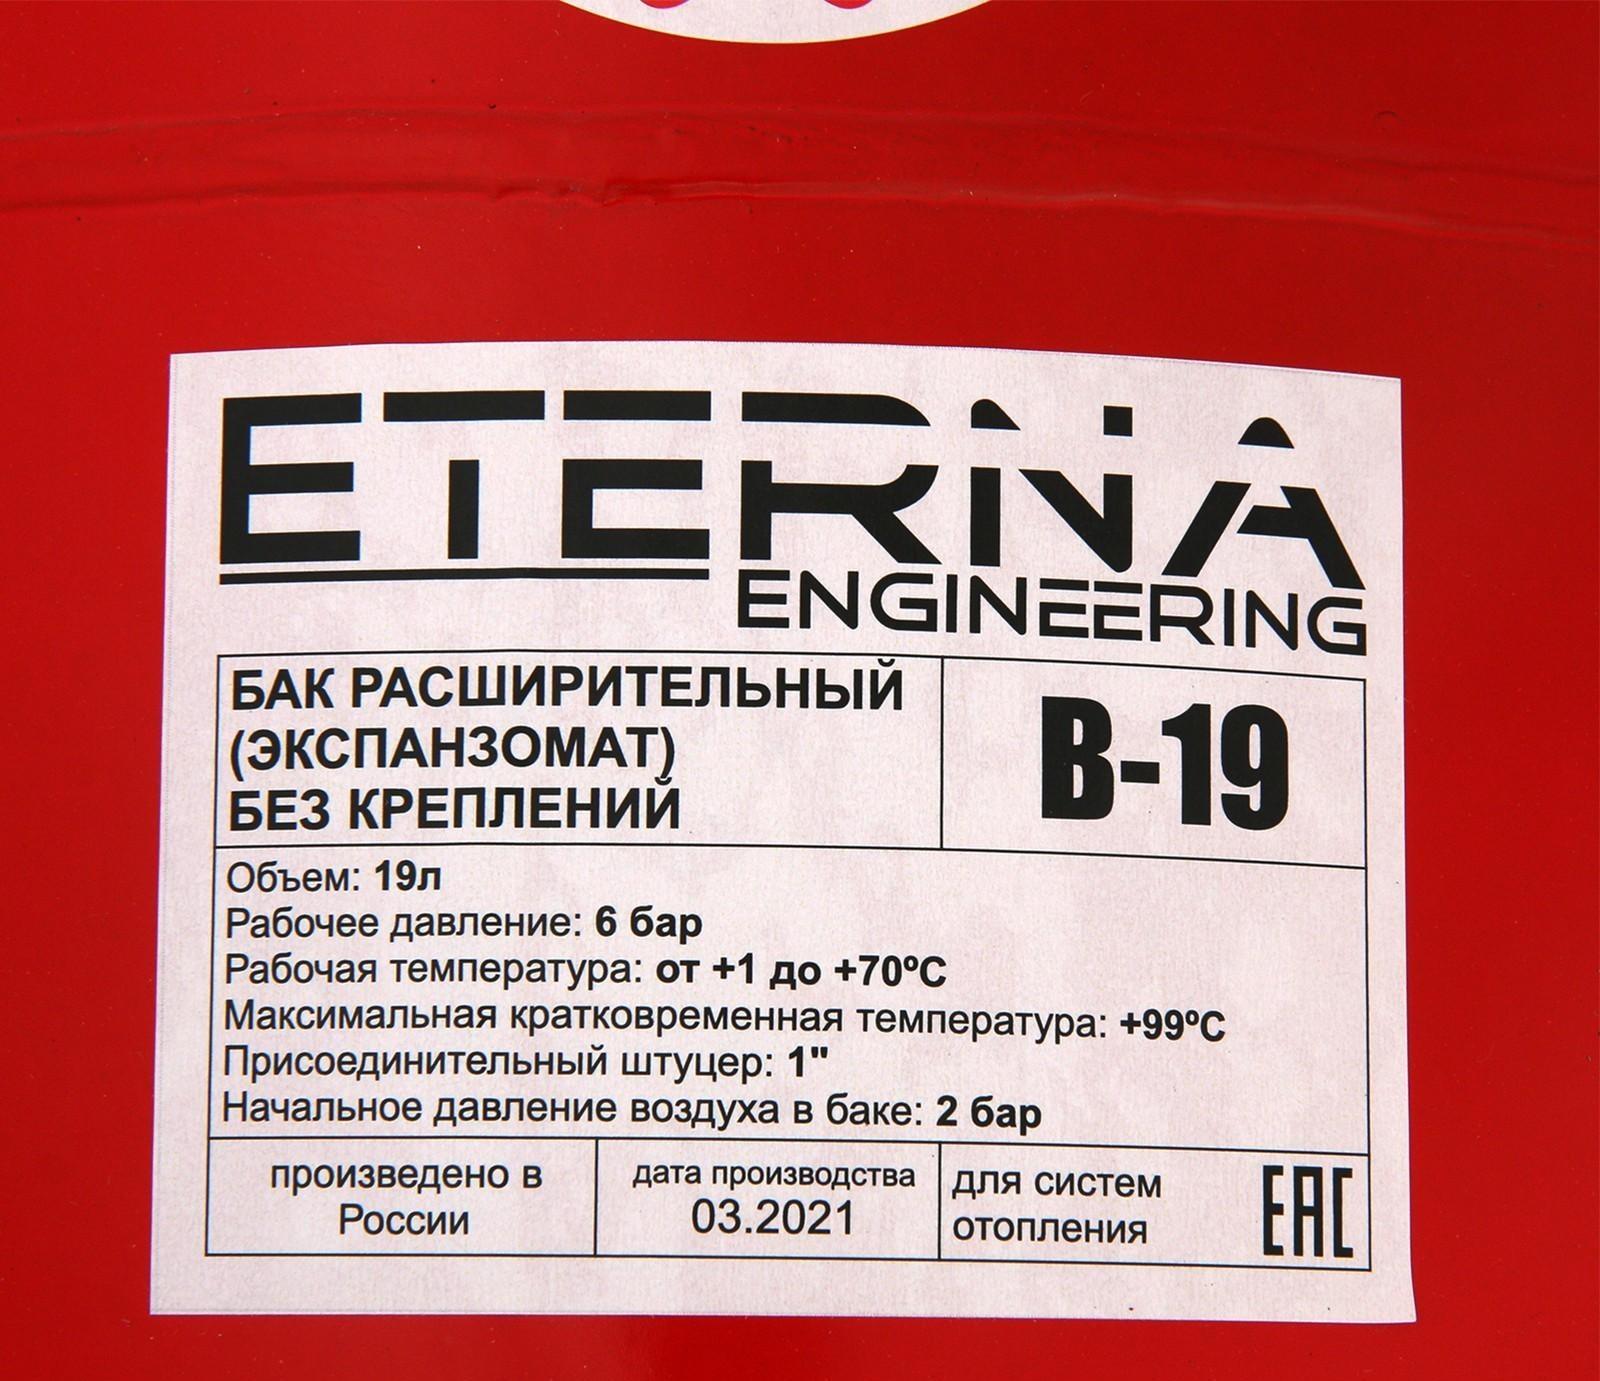 ETERNA
ENGINEERING
БАК РАСШИРИТЕЛЬНЫЙ
(ЭКСПАНЗОМАТ)
БЕЗ КРЕПЛЕНИЙ
В-19
Объем: 19л
Рабочее давление: 6 бар
Рабочая температура: от +1 до +70ºС
Максимальная кратковременная температура: +99ºС
Присоединительный штуцер: 1"
Начальное давление воздуха в баке: 2 бар
произведено в
России
дата производства
03.2021
для систем
отопления
EAC